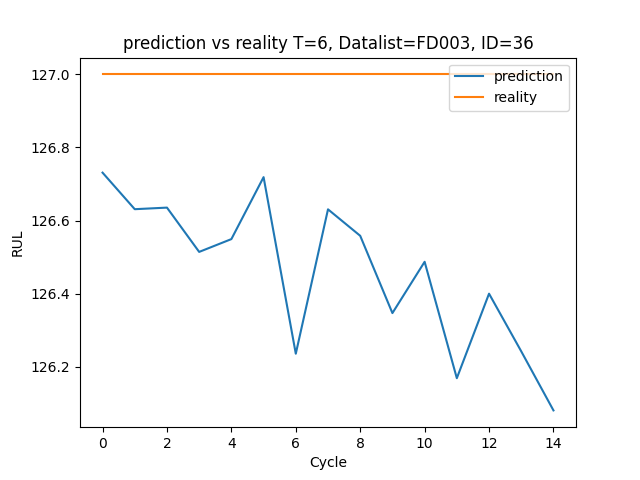 prediction vs reality T=6, Datalist=FD003, ID=36
127.0
126.8
126.6
126.4
126.2
RUL
prediction
reality
0 2 4 6 8 10 12 14
Cycle